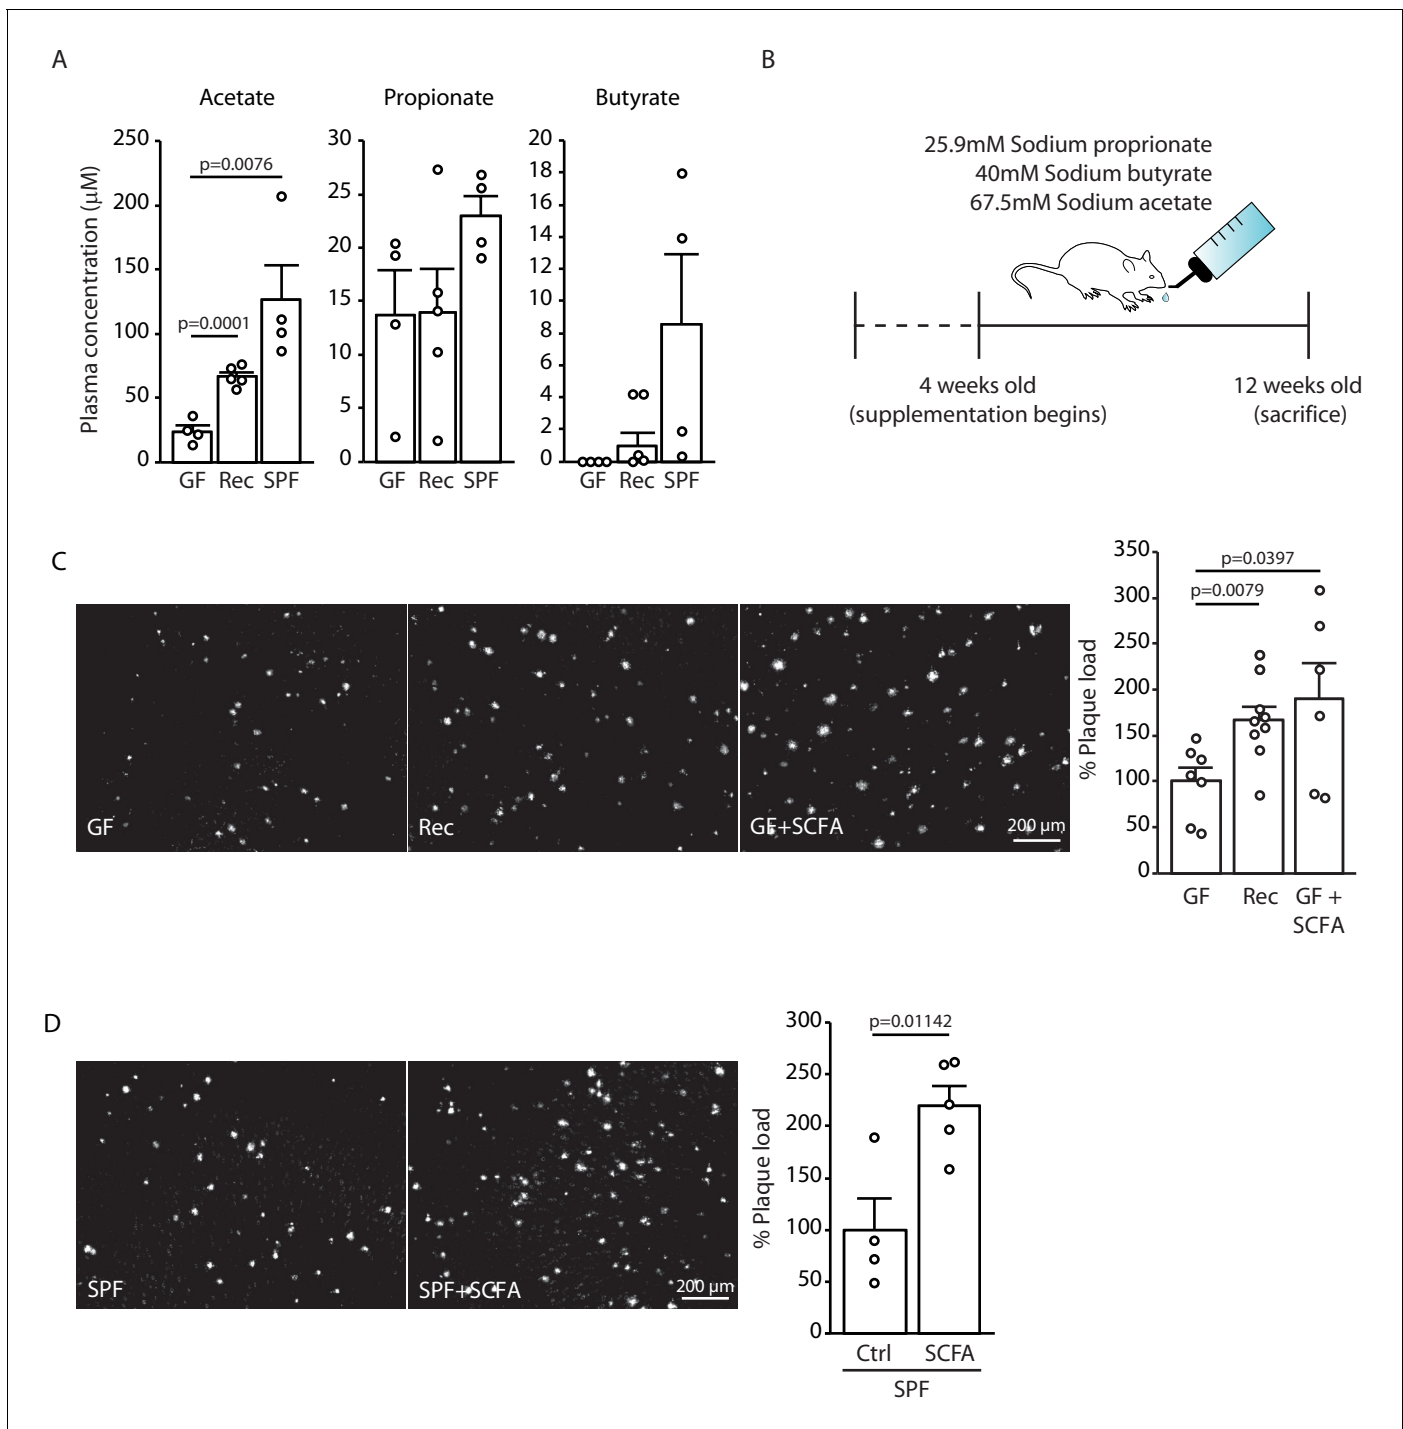 A
Acetate
Propionate
Butyrate
Plasma concentration (μM)
250
200
150
100
50
0
p=0.0076
p=0.0001
GF Rec SPF
30
25
20
15
10
5
0
GF Rec SPF
20
18
16
14
12
10
8
6
4
2
0
GF Rec SPF
B
25.9mM Sodium proprionate
40mM Sodium butyrate
67.5mM Sodium acetate
4 weeks old
(supplementation begins)
12 weeks old
(sacrifice)
C
GF
Rec
GF+SCFA
200 μm
% Plaque load
350
300
250
200
150
100
50
0
p=0.0397
p=0.0079
GF Rec GF +
SCFA
D
SPF
SPF+SCFA
200 μm
% Plaque load
300
250
200
150
100
50
0
p=0.01142
Ctrl SCFA
SPF